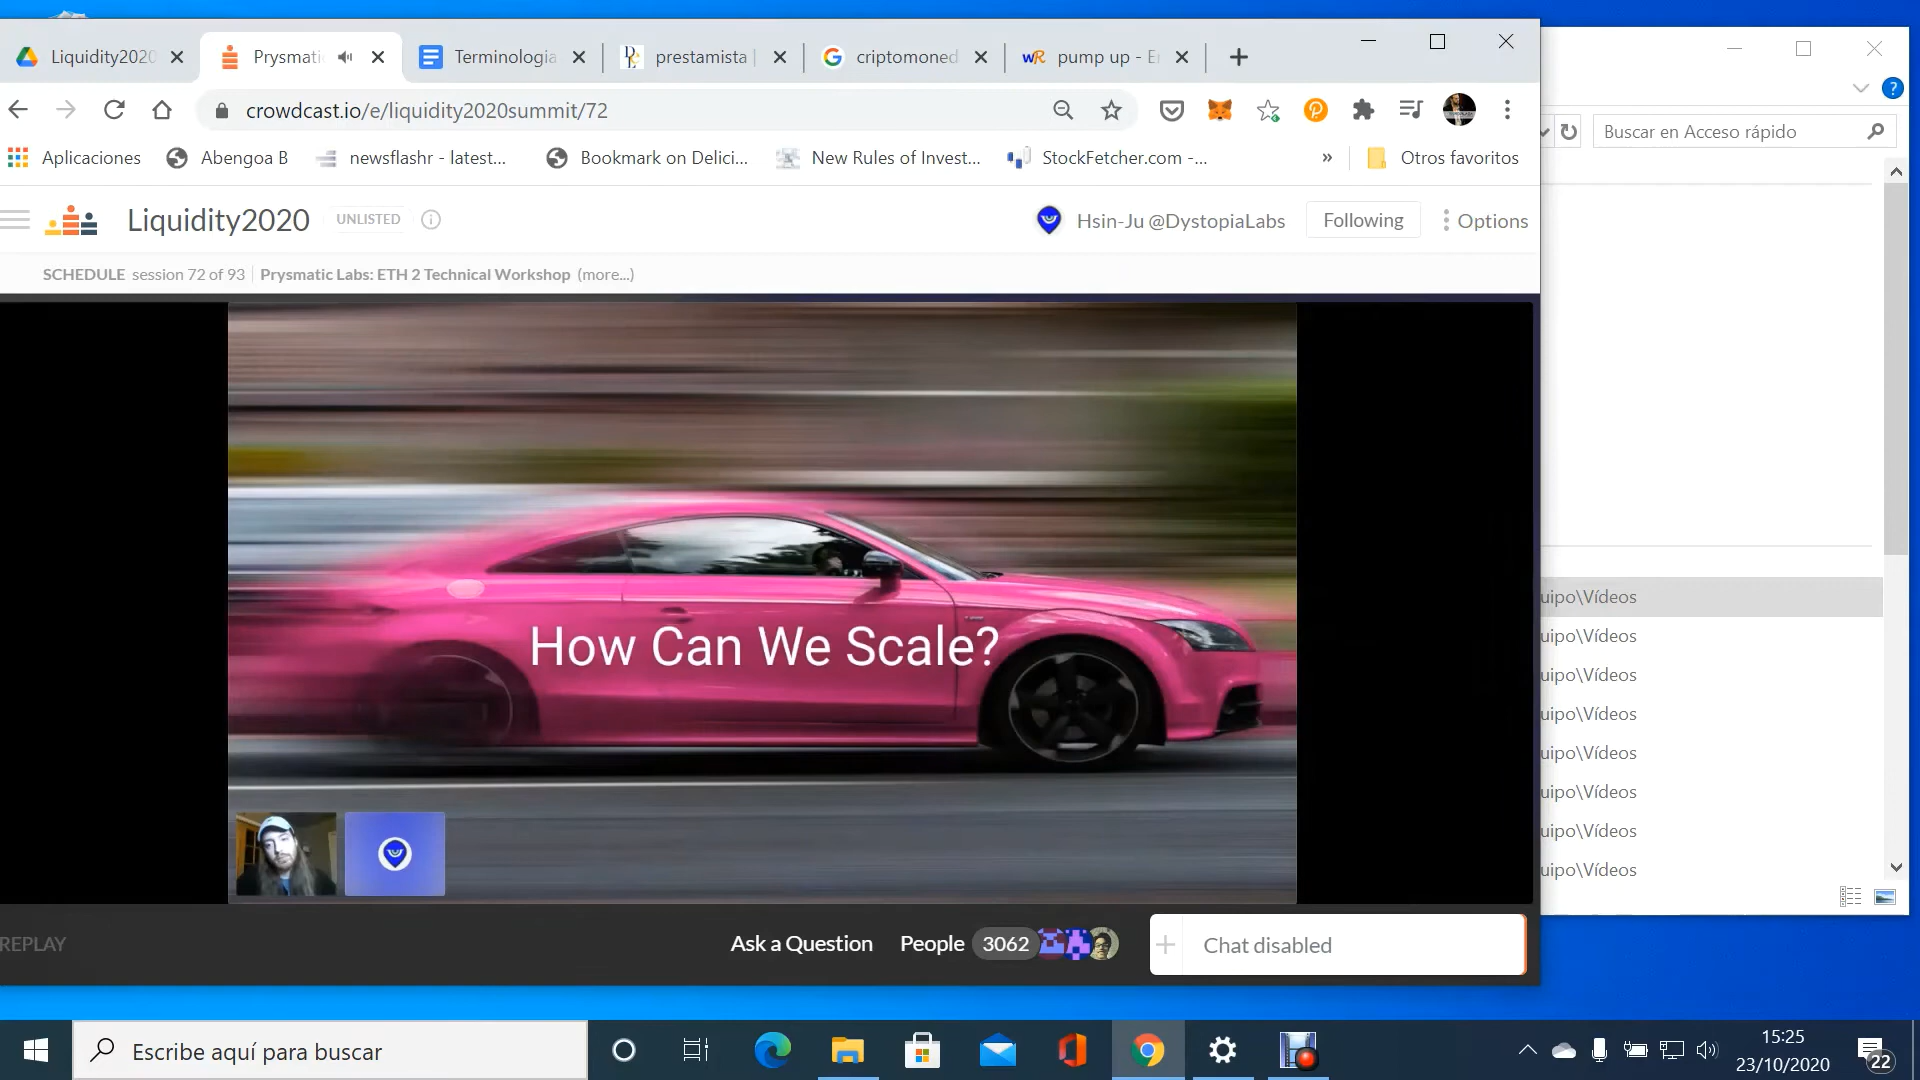 Liquidity2020
Prysmatic
Terminologia
prestamista |
criptomoned
wR pump up - En
crowdcast.io/e/liquidity2020summit/72
Buscar en Acceso rápido
Aplicaciones
Abengoa B
newsflashr - latest...
Bookmark on Delici...
New Rules of Invest...
StockFetcher.com -...
»
Otros favoritos
Liquidity2020
UNLISTED
Hsin-Ju @DystopiaLabs
Following
Options
SCHEDULE session 72 of 93 Prysmatic Labs: ETH 2 Technical Workshop (more...)
How Can We Scale?
uipo\Vídeos
uipo\Vídeos
uipo\Vídeos
uipo\Vídeos
uipo\Vídeos
uipo\Vídeos
uipo\Vídeos
uipo\Vídeos
REPLAY
Ask a Question
People 3062
Chat disabled
Escribe aquí para buscar
15:25
23/10/2020
22